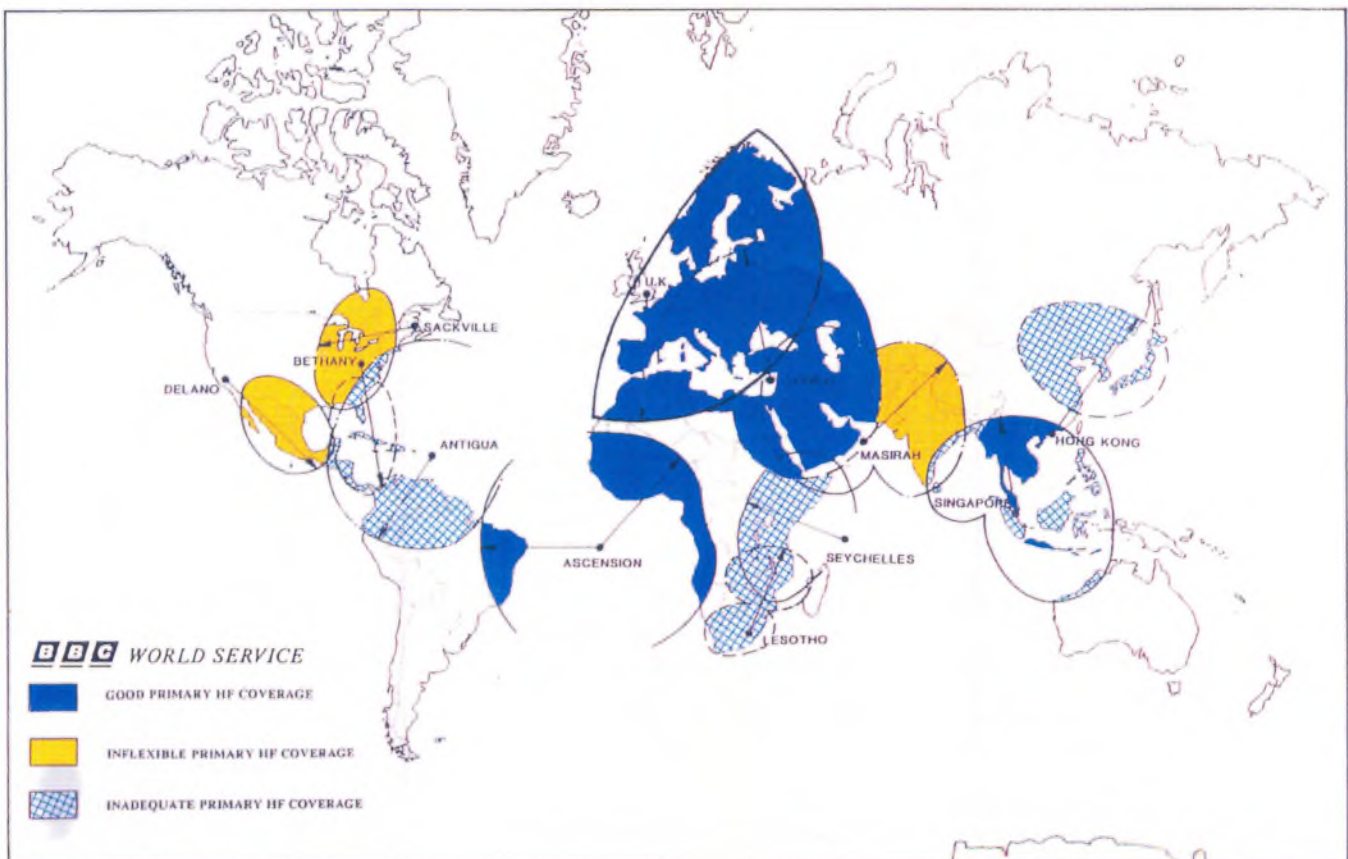 U.K.
SACKVILLE
BETHANY
DELANO
ANTIGUA
MASIRAH
HONG KONG
SINGAPORE
ASCENSION
SEYCHELLES
LESOTHO
BBC WORLD SERVICE
GOOD PRIMARY HF COVERAGE
INFLEXIBLE PRIMARY HF COVERAGE
INADEQUATE PRIMARY HF COVERAGE